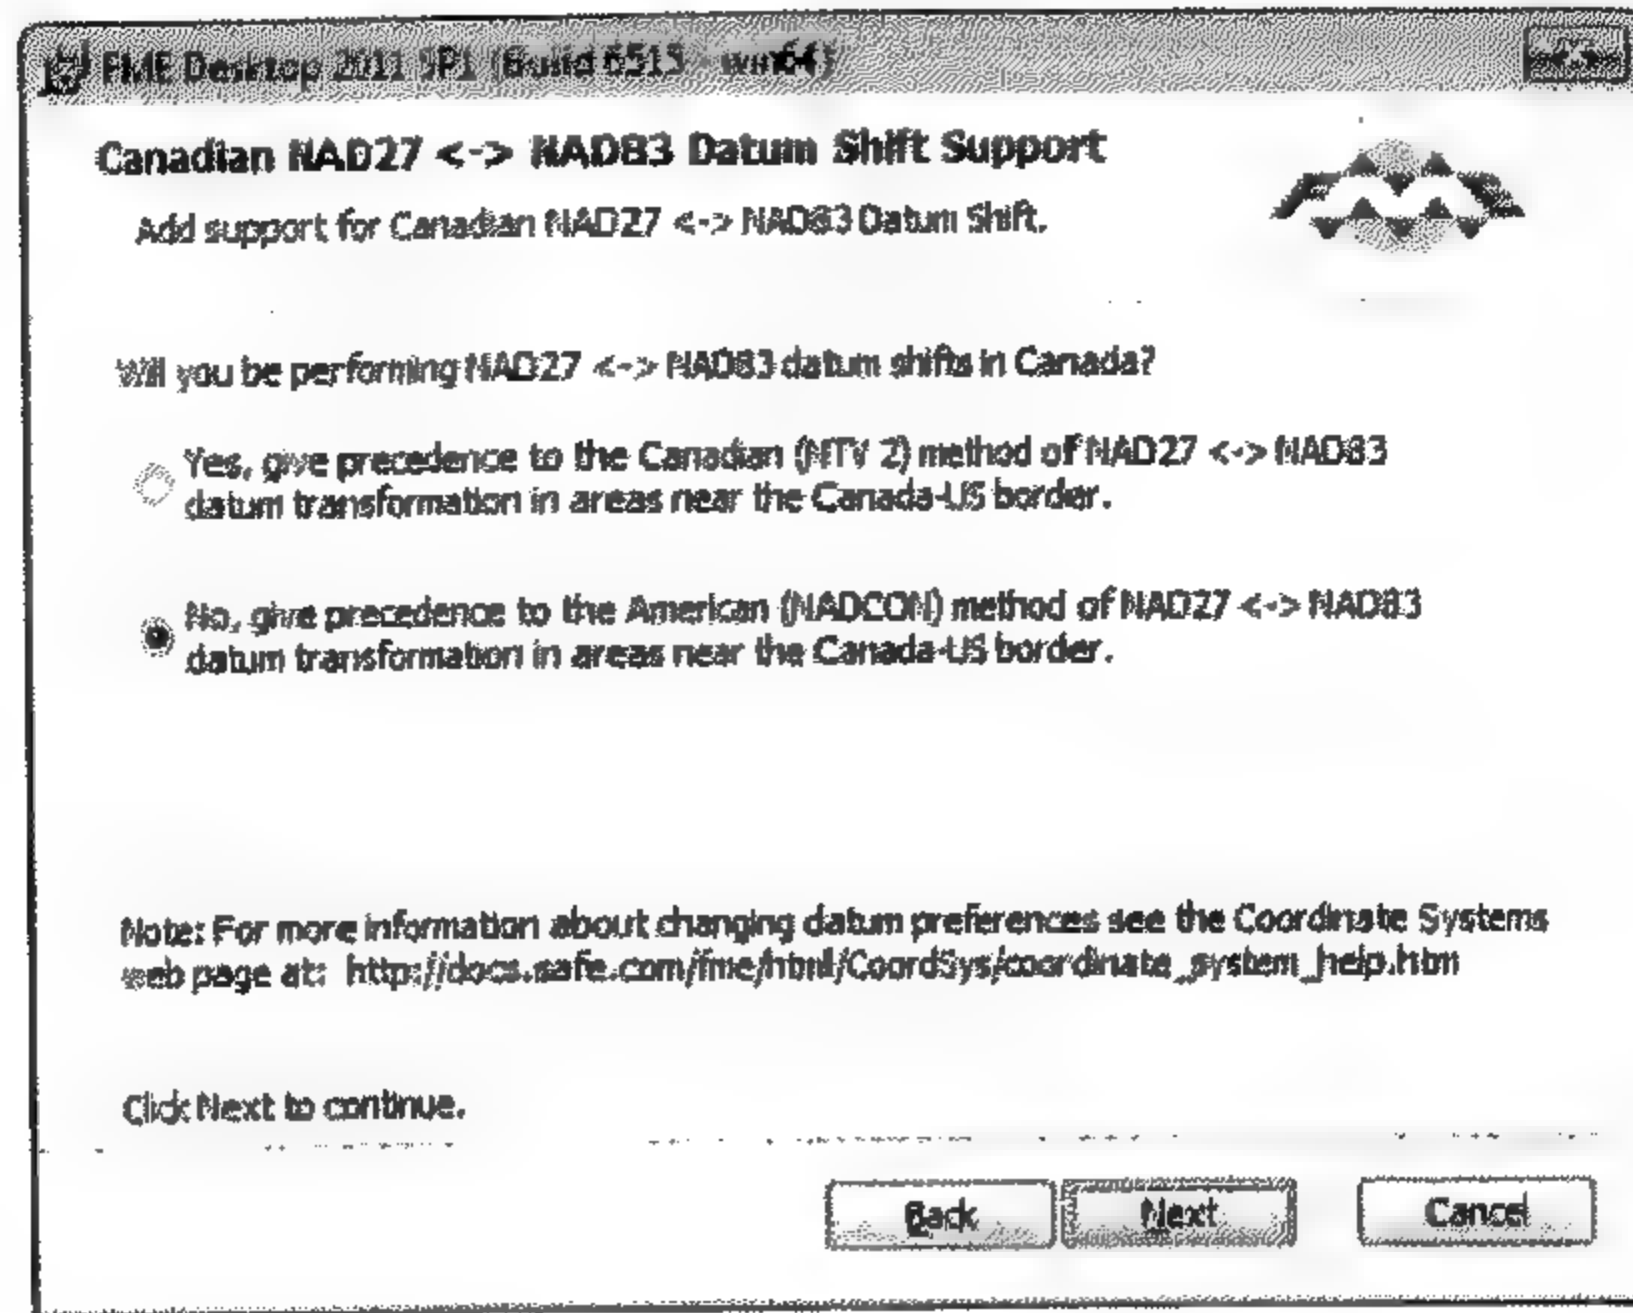 FME Desktop 2011 SP1 (Build 6515 - win64)
Canadian NAD27 <-> NAD83 Datum Shift Support
Add support for Canadian NAD27 <-> NAD83 Datum Shift.
Will you be performing NAD27 <-> NAD83 datum shifts in Canada?
Yes, give precedence to the Canadian (NTV 2) method of NAD27 <-> NAD83
datum transformation in areas near the Canada-US border.
No, give precedence to the American (NADCON) method of NAD27 <-> NAD83
datum transformation in areas near the Canada-US border.
Note: For more information about changing datum preferences see the Coordinate Systems
web page at: http://docs.safe.com/fme/html/CoordSys/coordinate_system_help.htm
Click Next to continue.
Back Next Cancel